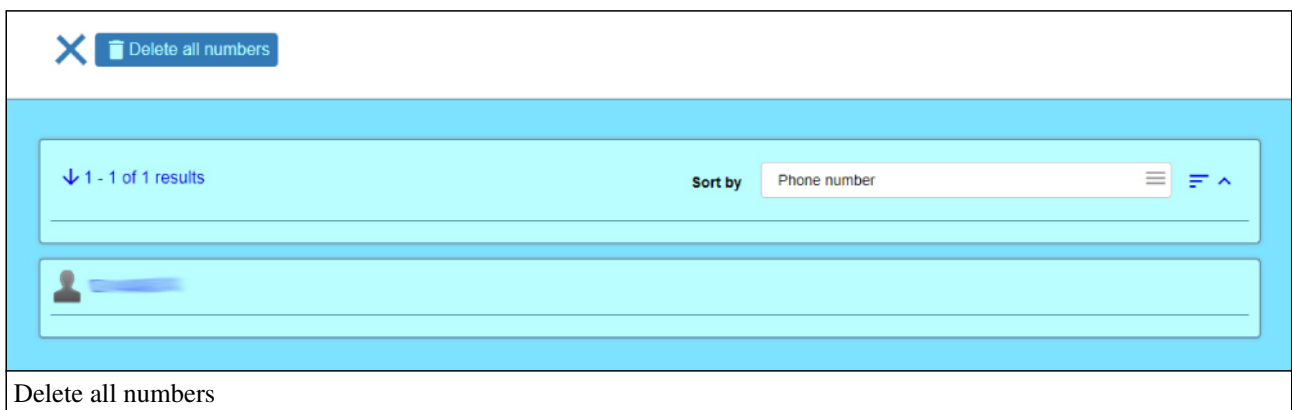 Delete all numbers
1 - 1 of 1 results
Sort by
Phone number
Delete all numbers